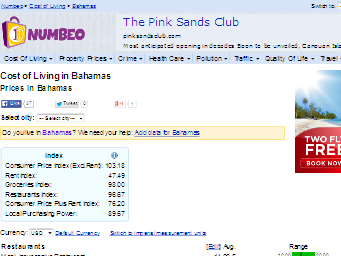 Numbeo ▸ Cost of Living ▸ Bahamas
Switch to:
NUMBEO
The Pink Sands Club
pinksandsclub.com
Most anticipated opening in decades Soon to be unveiled, Canouan Isl
Cost Of Living Property Prices Crime Health Care Pollution Traffic Quality Of Life Travel
Cost of Living in Bahamas
Prices in Bahamas
Like Tweet 0 +1
Select city: --- Select city ---
Do you live in Bahamas? We need your help: Add data for Bahamas
TWO FL
FREE
BOOK NOW
Index
Consumer Price Index (Excl.Rent): 103.18
Rent Index: 47.49
Groceries Index: 98.00
Restaurants Index: 96.67
Consumer Price Plus Rent Index: 76.20
Local Purchasing Power: 89.67
Currency: USD Default Currency Switch to imperial measurement units
Restaurants [Edit] Avg. Range